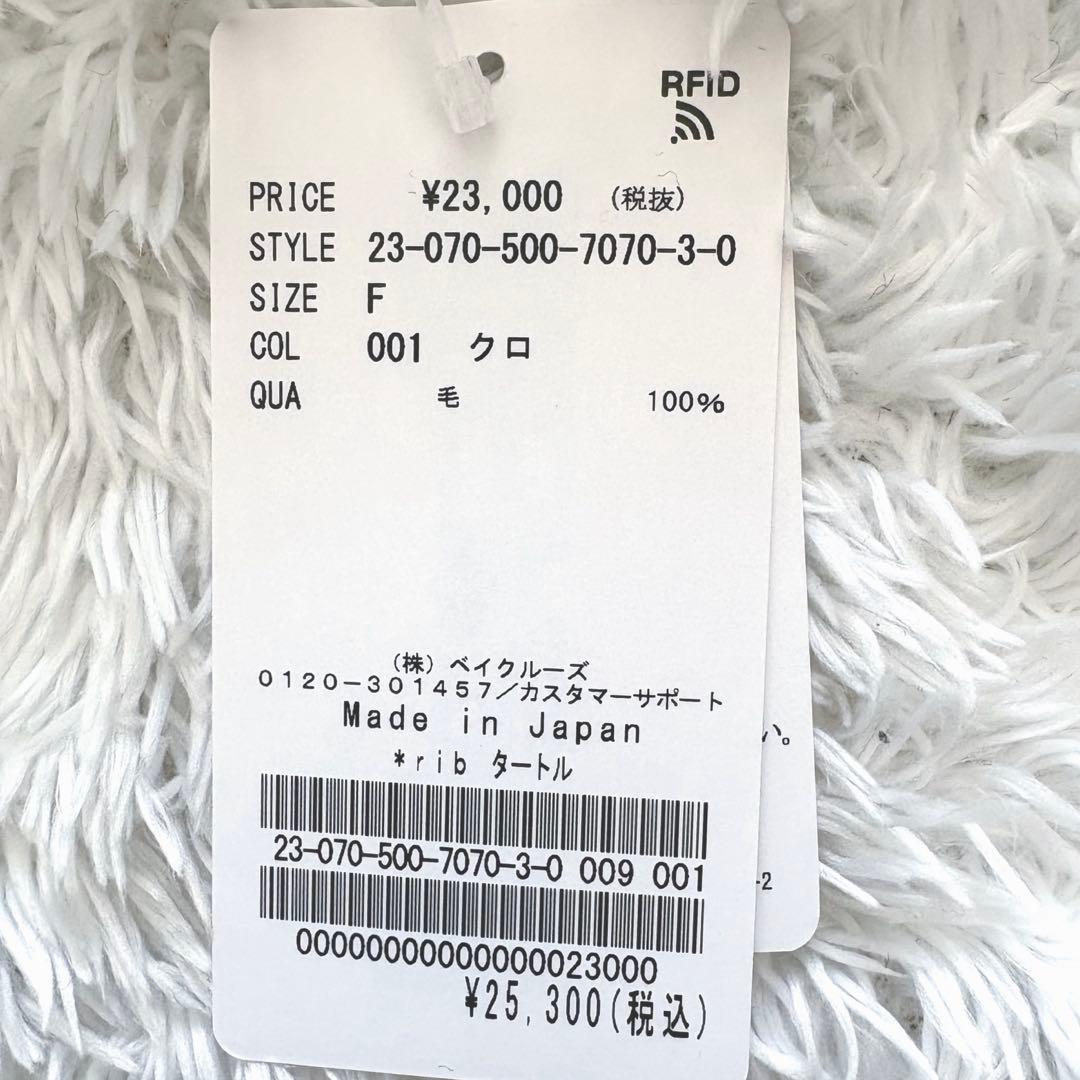 RFID
PRICE ¥23,000 (税抜)
STYLE 23-070-500-7070-3-0
SIZE F
COL 001 クロ
QUA 毛 100%
(株)ベイクルーズ
0120-301457/カスタマーサポート
Made in Japan
*rib タートル
い。
23-070-500-7070-3-0 009 001
-2
000000000000000023000
¥25,300(税込)